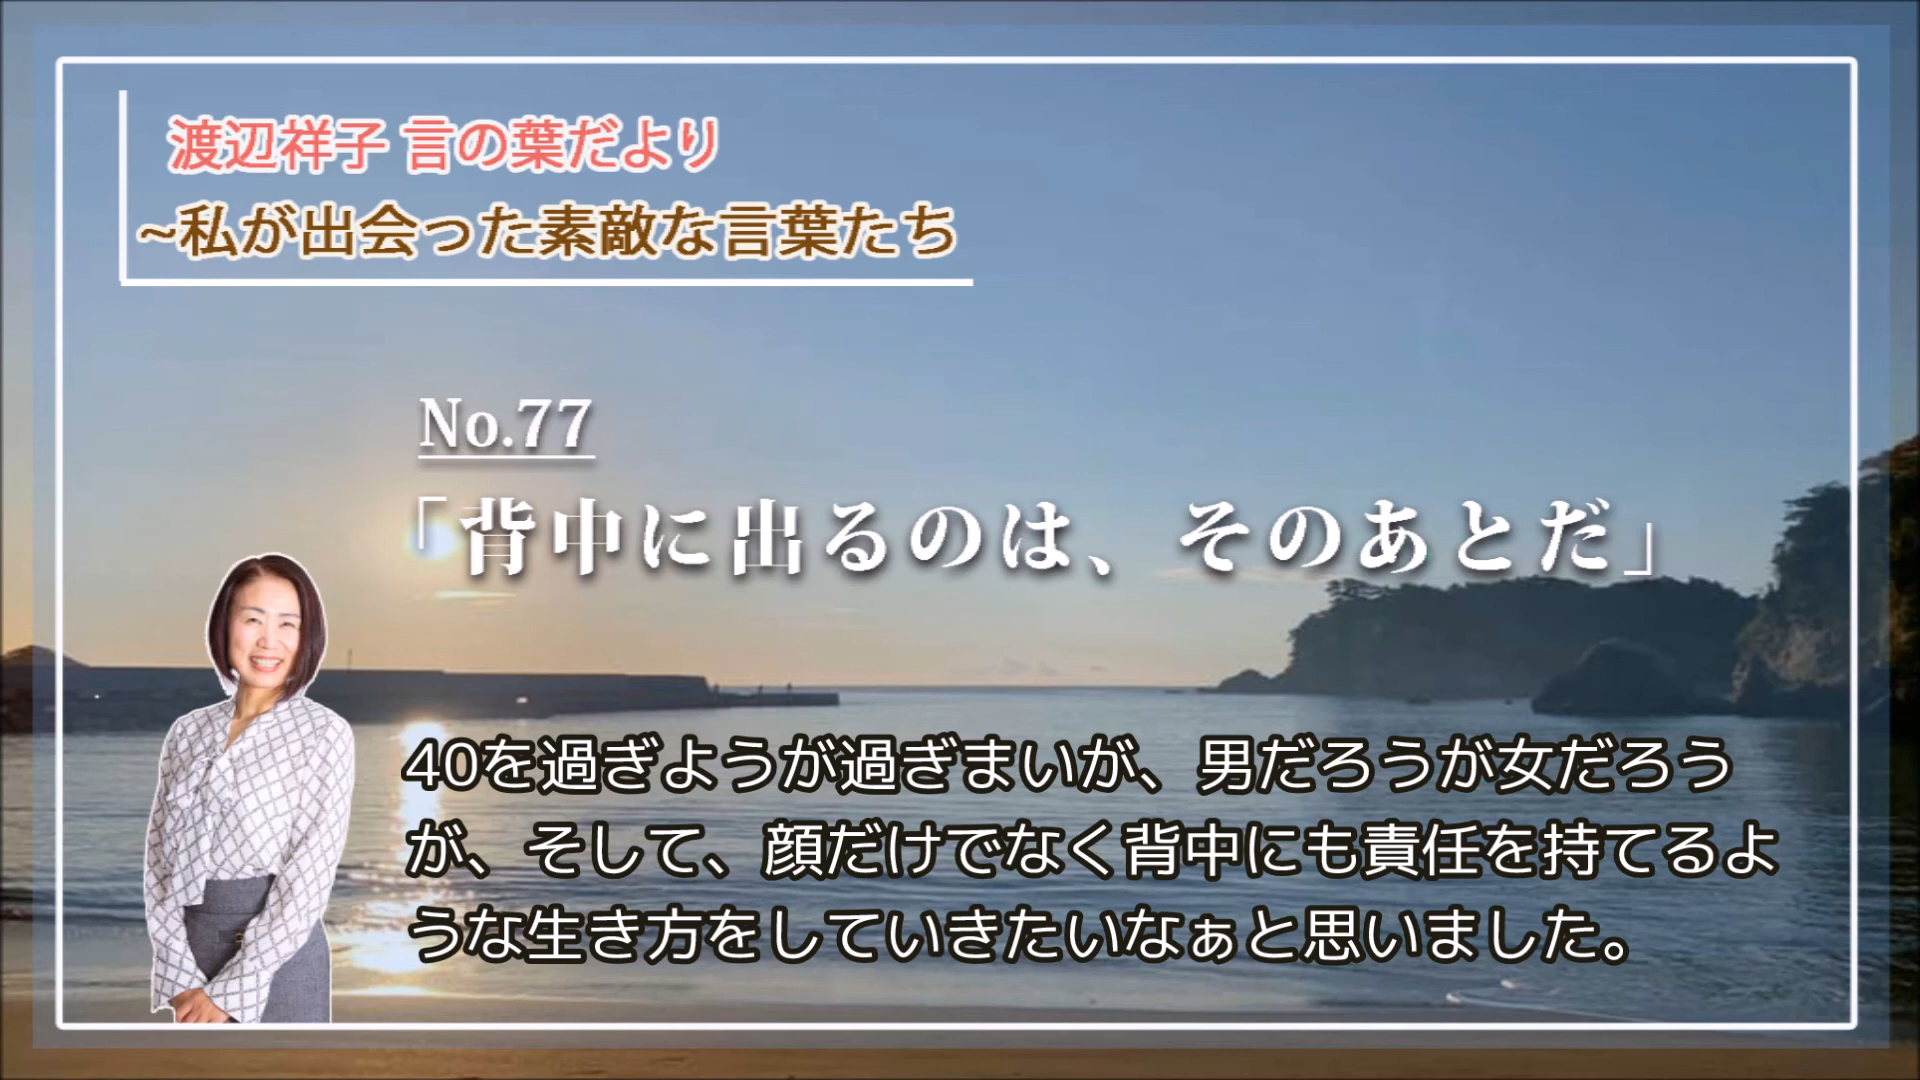 渡辺祥子 言の葉だより
~私が出会った素敵な言葉たち
No.77
「背中に出るのは、そのあとだ」
40を過ぎようが過ぎまいが、男だろうが女だろう
が、そして、顔だけでなく背中にも責任を持てるよ
うな生き方をしていきたいなぁと思いました。